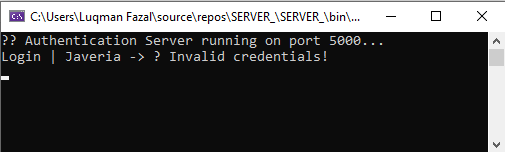 C:\Users\Luqman Fazal\source\repos\SERVER_\SERVER_\bin\...
?? Authentication Server running on port 5000...
Login | Javeria -> ? Invalid credentials!